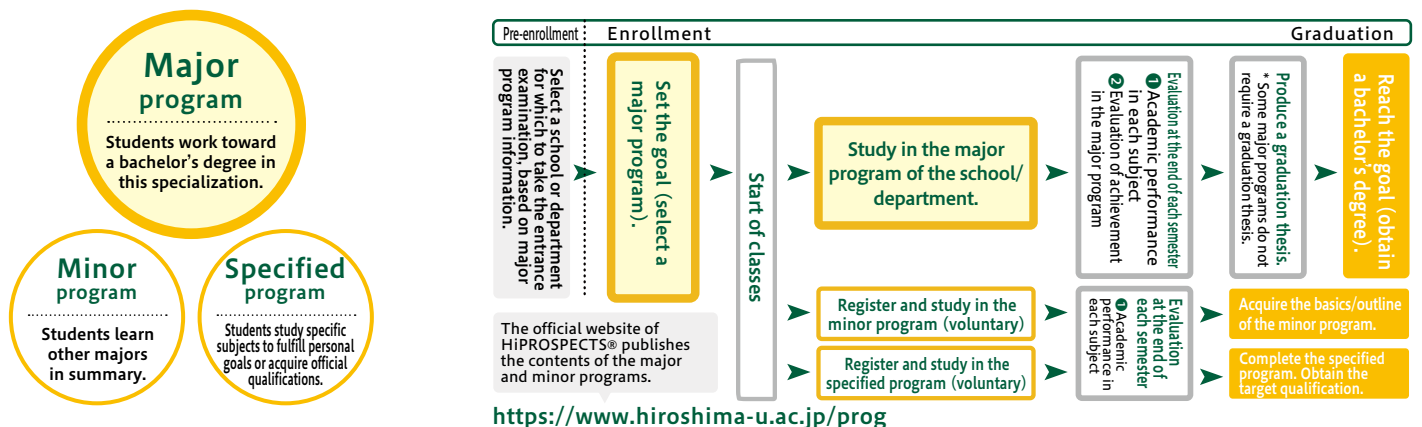 Major
program
Students work toward
a bachelor's degree in
this specialization.
Minor
program
Students learn
other majors
in summary.
Specified
program
Students study specific
subjects to fulfill personal
goals or acquire official
qualifications.
Pre-enrollment
Enrollment
Graduation
Select a school or department
for which to take the entrance
examination, based on major
program information.
Set the goal (select a
major program).
Start of classes
Study in the major
program of the school/
department.
Evaluation at the end of each semester
❶ Academic performance
in each subject
❷ Evaluation of achievement
in the major program
Produce a graduation thesis.
* Some major programs do not
require a graduation thesis.
Reach the goal (obtain
a bachelor's degree).
The official website of
HiPROSPECTS® publishes
the contents of the major
and minor programs.
Register and study in the
minor program (voluntary)
Register and study in the
specified program (voluntary)
Evaluation
at the end of
each semester
❶ Academic
performance in
each subject
Acquire the basics/outline
of the minor program.
Complete the specified
program. Obtain the
target qualification.
https://www.hiroshima-u.ac.jp/prog